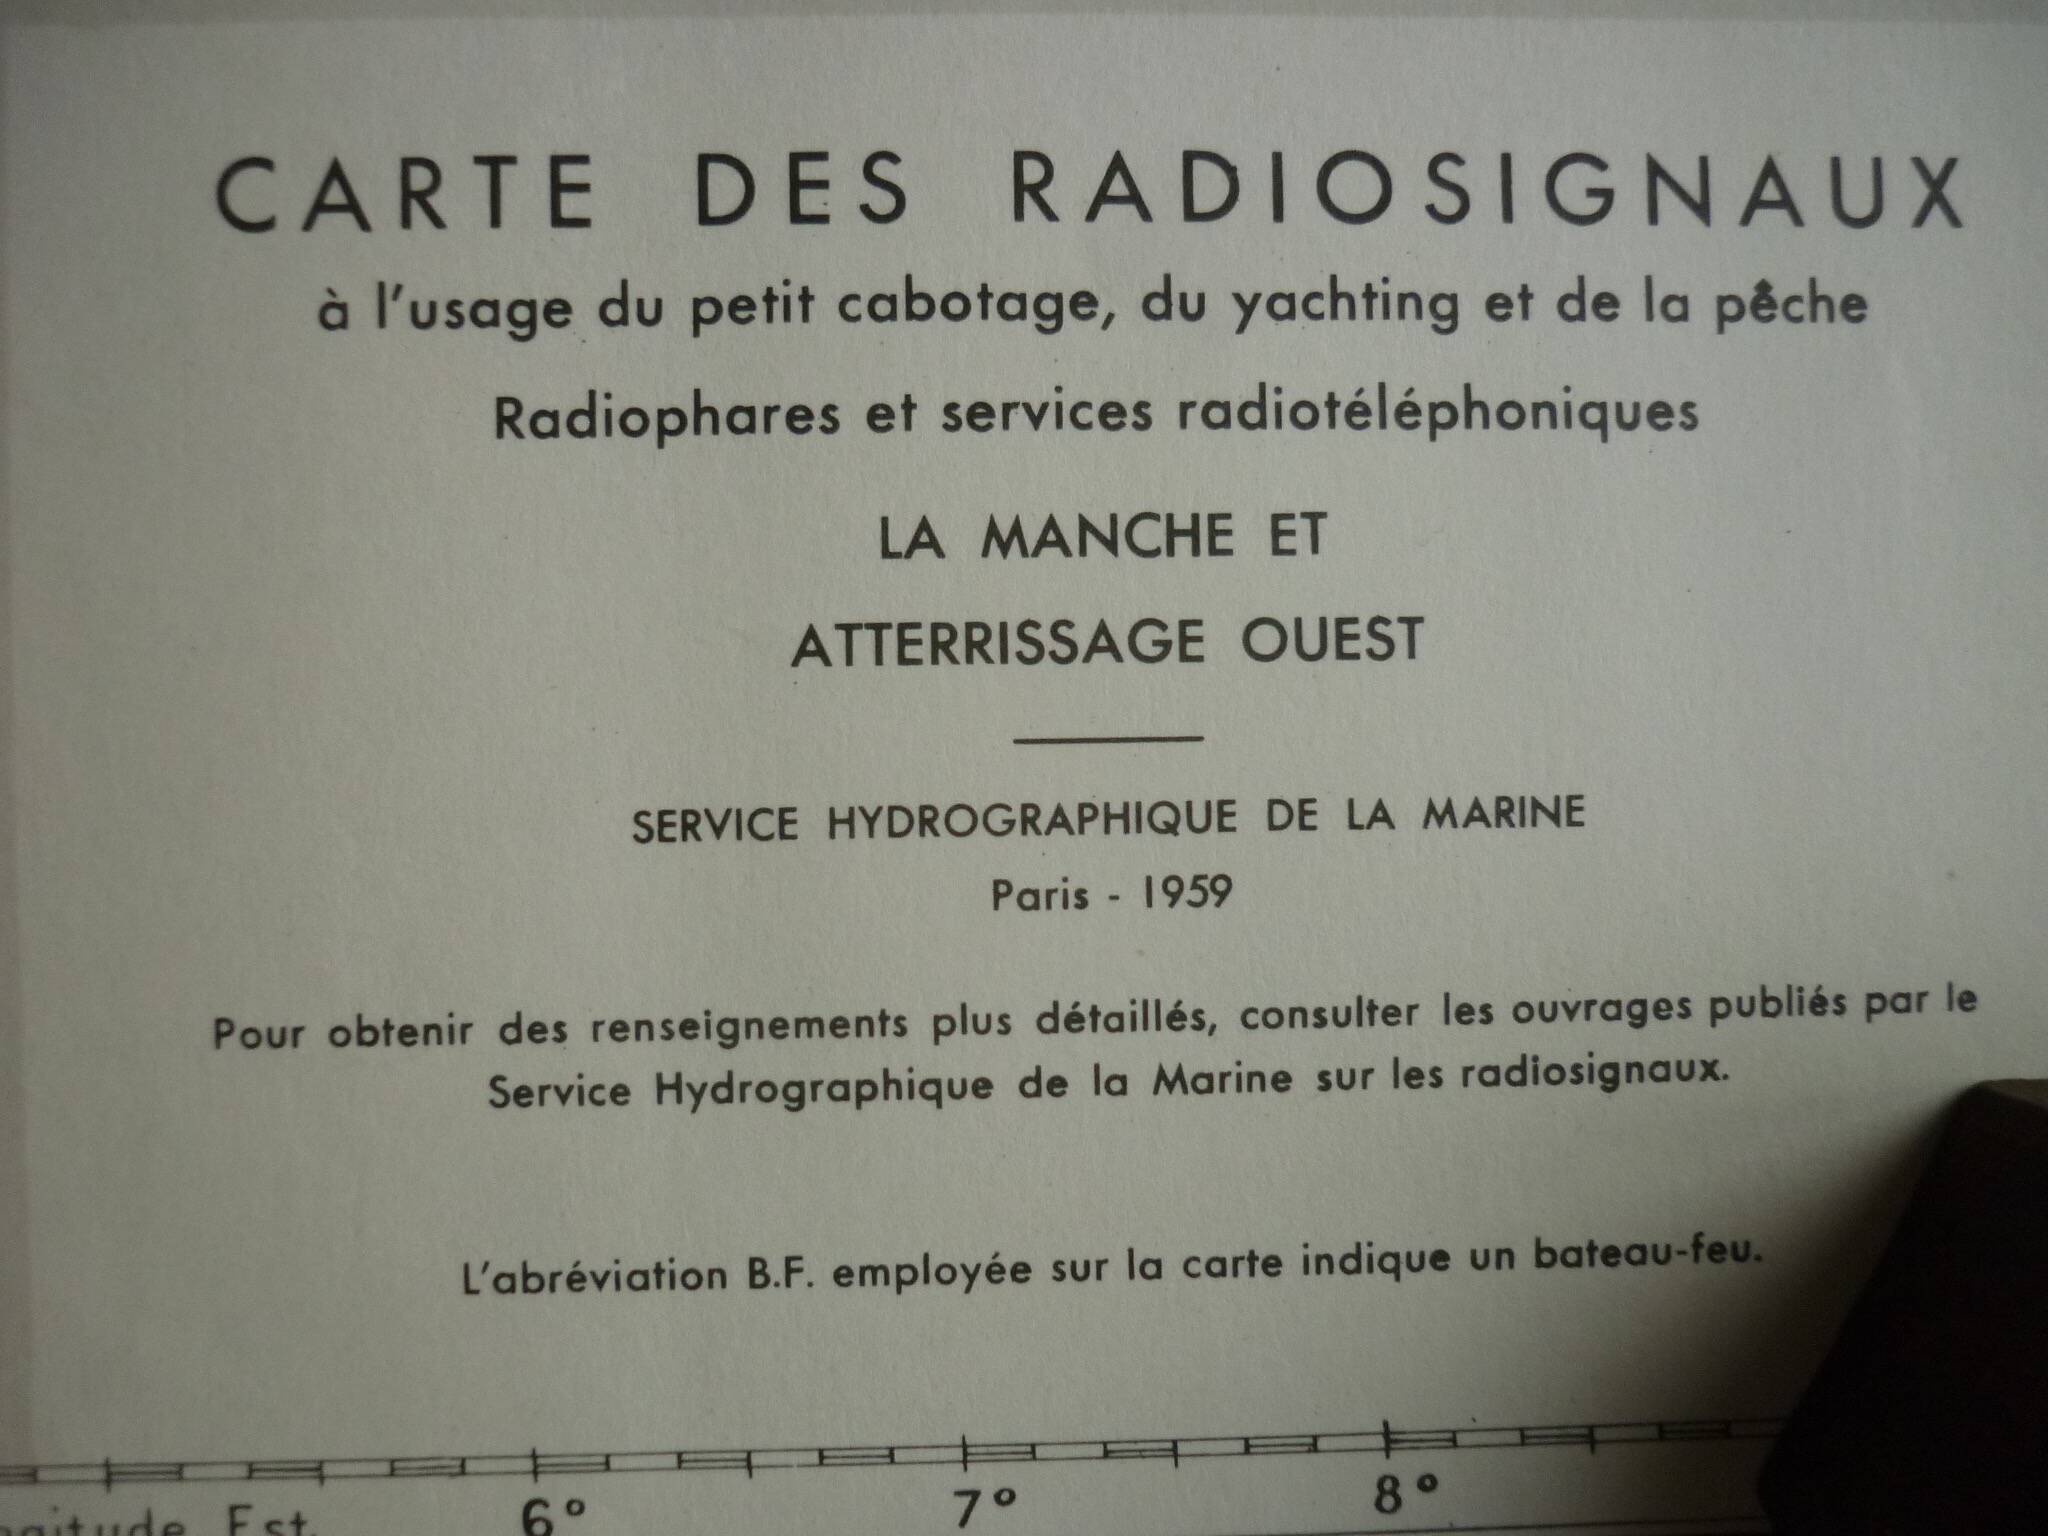 CARTE DES RADIOSIGNAUX
à l'usage du petit cabotage, du yachting et de la pêche
Radiophares et services radiotéléphoniques
LA MANCHE ET
ATTERRISSAGE OUEST
SERVICE HYDROGRAPHIQUE DE LA MARINE
Paris - 1959
Pour obtenir des renseignements plus détaillés, consulter les ouvrages publiés par le
Service Hydrographique de la Marine sur les radiosignaux.
L'abréviation B.F. employée sur la carte indique un bateau-feu.
Est. 6° 7° 8°